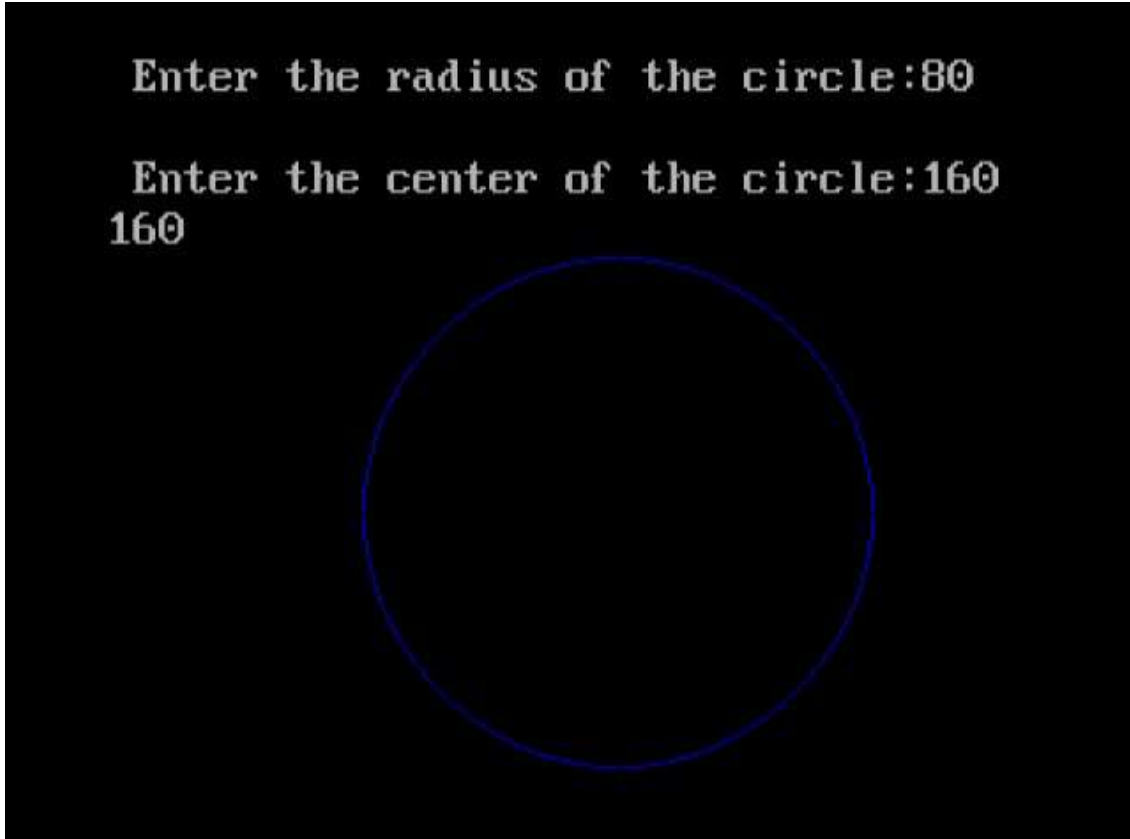 Enter the radius of the circle:80
Enter the center of the circle:160
160